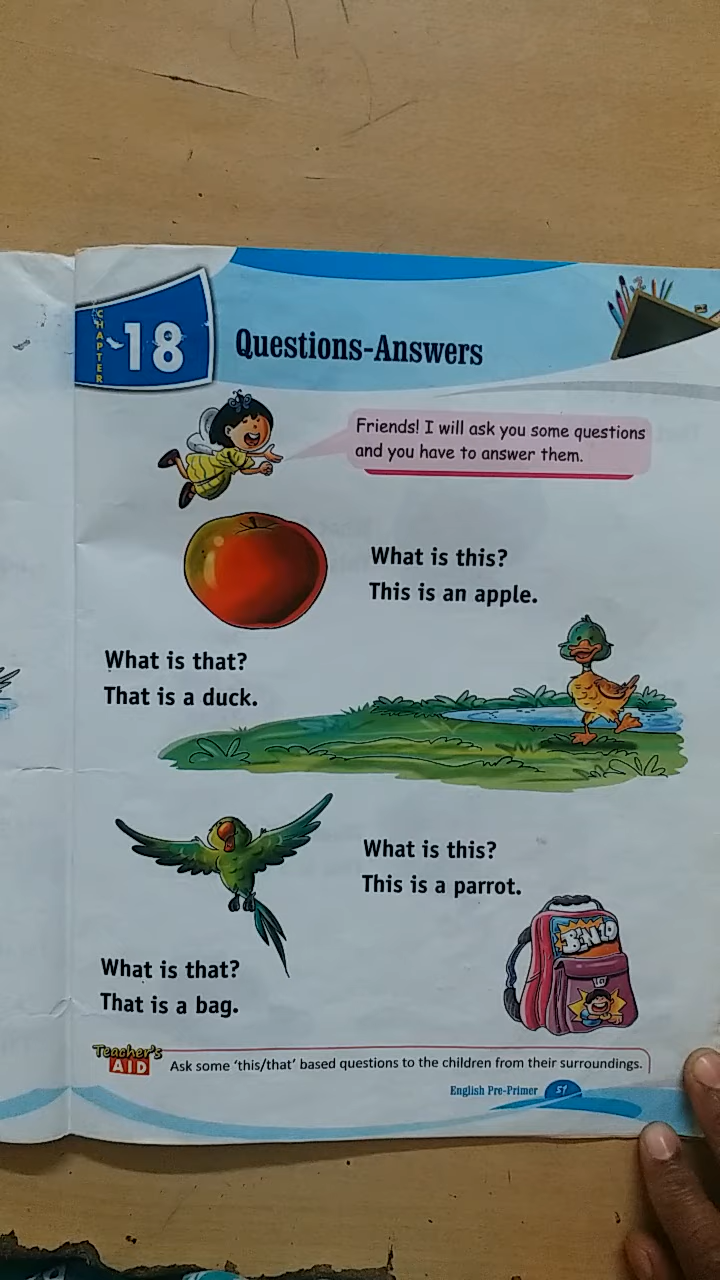 CHAPTER
18
Questions-Answers
Friends! I will ask you some questions
and you have to answer them.
What is this?
This is an apple.
What is that?
That is a duck.
What is this?
This is a parrot.
BENZO
What is that?
That is a bag.
Teacher's
AID
Ask some 'this/that' based questions to the children from their surroundings.
English Pre-Primer 51